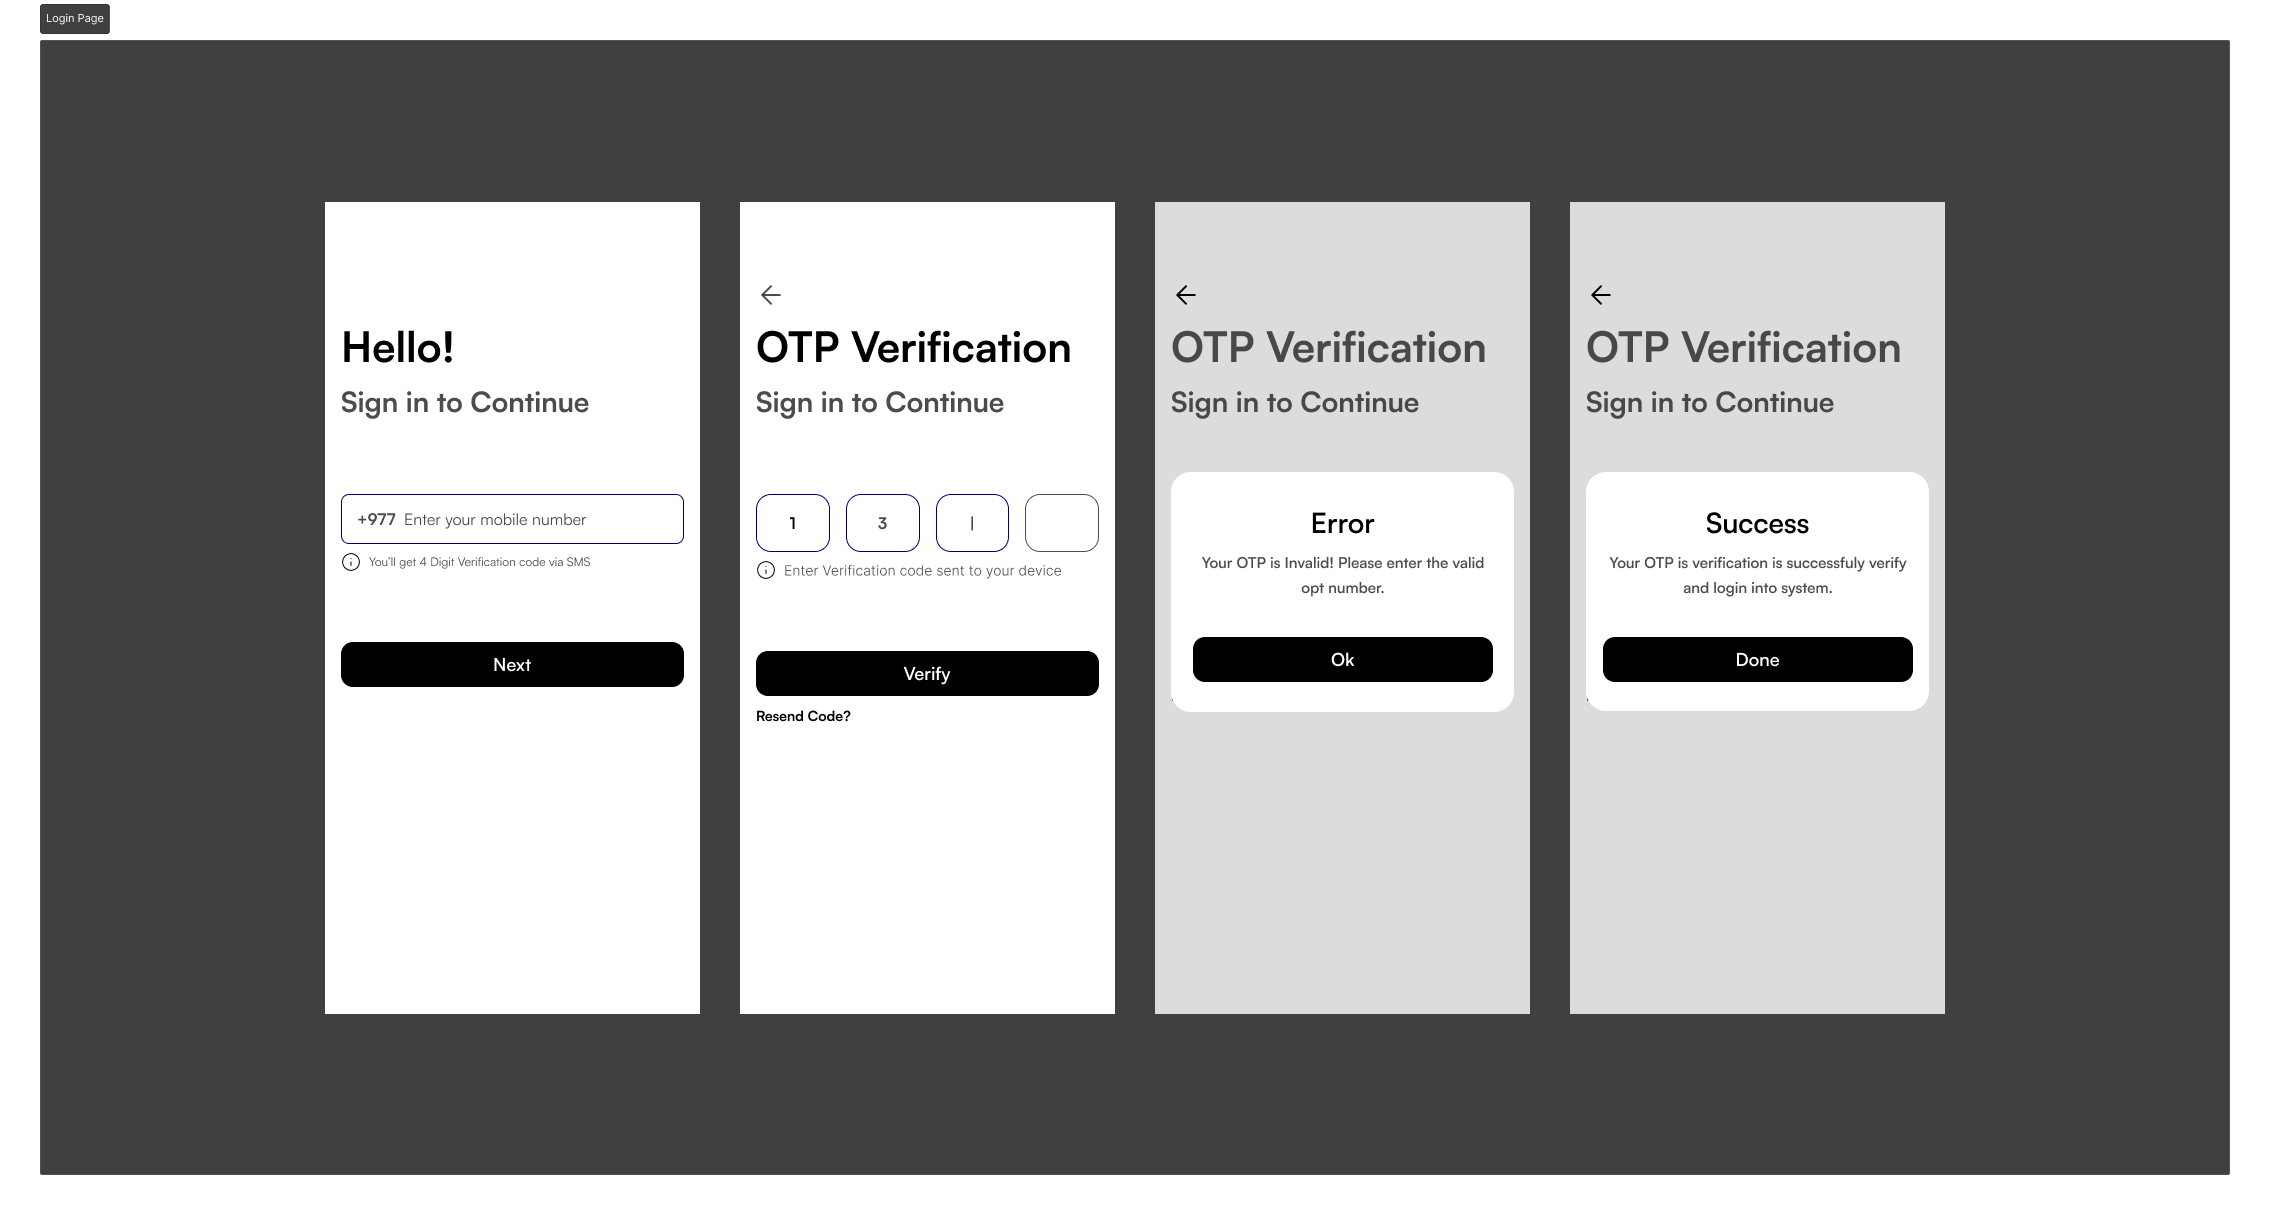 Login Page
Hello!
Sign in to Continue
+977 Enter your mobile number
You'll get 4 Digit Verification code via SMS
Next
OTP Verification
Sign in to Continue
1 3 |
Enter Verification code sent to your device
Verify
Resend Code?
OTP Verification
Sign in to Continue
Error
Your OTP is Invalid! Please enter the valid
opt number.
Ok
OTP Verification
Sign in to Continue
Success
Your OTP is verification is successfuly verify
and login into system.
Done